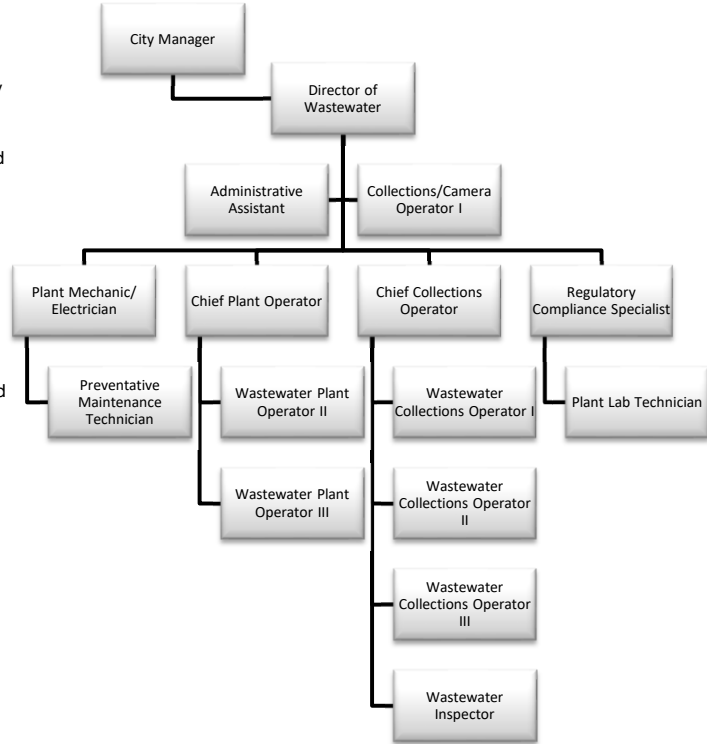 City Manager
Director of
Wastewater
Administrative
Assistant
Collections/Camera
Operator I
Plant Mechanic/
Electrician
Chief Plant Operator
Chief Collections
Operator
Regulatory
Compliance Specialist
Preventative
Maintenance
Technician
Wastewater Plant
Operator II
Wastewater
Collections Operator I
Plant Lab Technician
Wastewater Plant
Operator III
Wastewater
Collections Operator
II
Wastewater
Collections Operator
III
Wastewater
Inspector